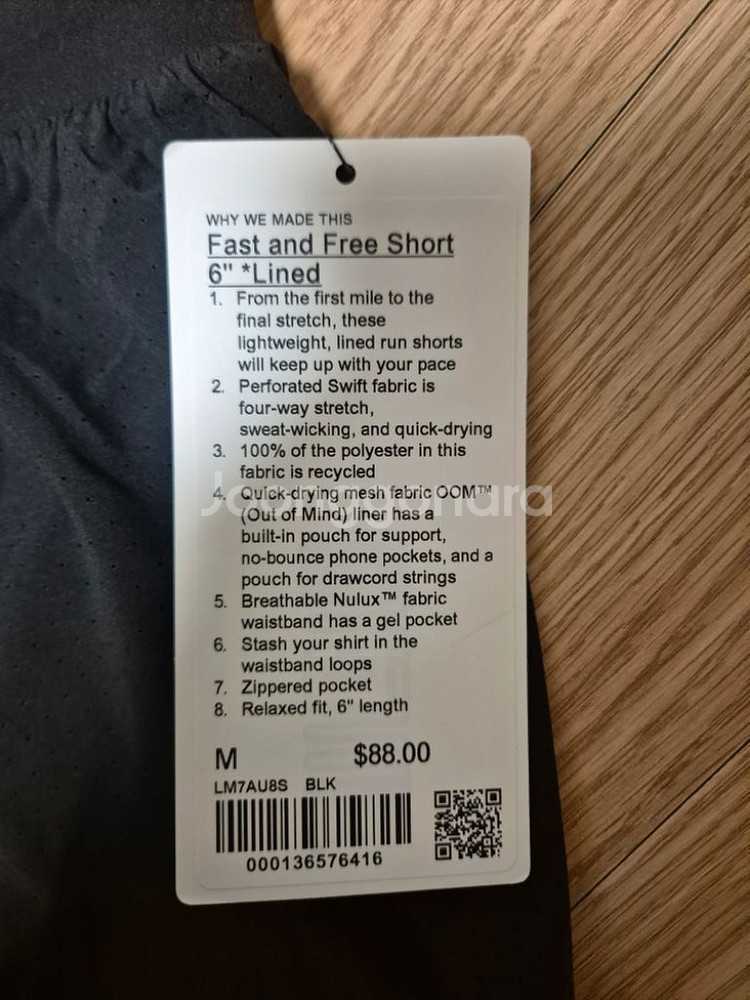 WHY WE MADE THIS
Fast and Free Short
6" *Lined
1. From the first mile to the
final stretch, these
lightweight, lined run shorts
will keep up with your pace
2. Perforated Swift fabric is
four-way stretch,
sweat-wicking, and quick-drying
3. 100% of the polyester in this
fabric is recycled
4. Quick-drying mesh fabric OOM™
(Out of Mind) liner has a
built-in pouch for support,
no-bounce phone pockets, and a
pouch for drawcord strings
5. Breathable Nulux™ fabric
waistband has a gel pocket
6. Stash your shirt in the
waistband loops
7. Zippered pocket
8. Relaxed fit, 6" length
M $88.00
LM7AU8S BLK
000136576416
Joonggonara